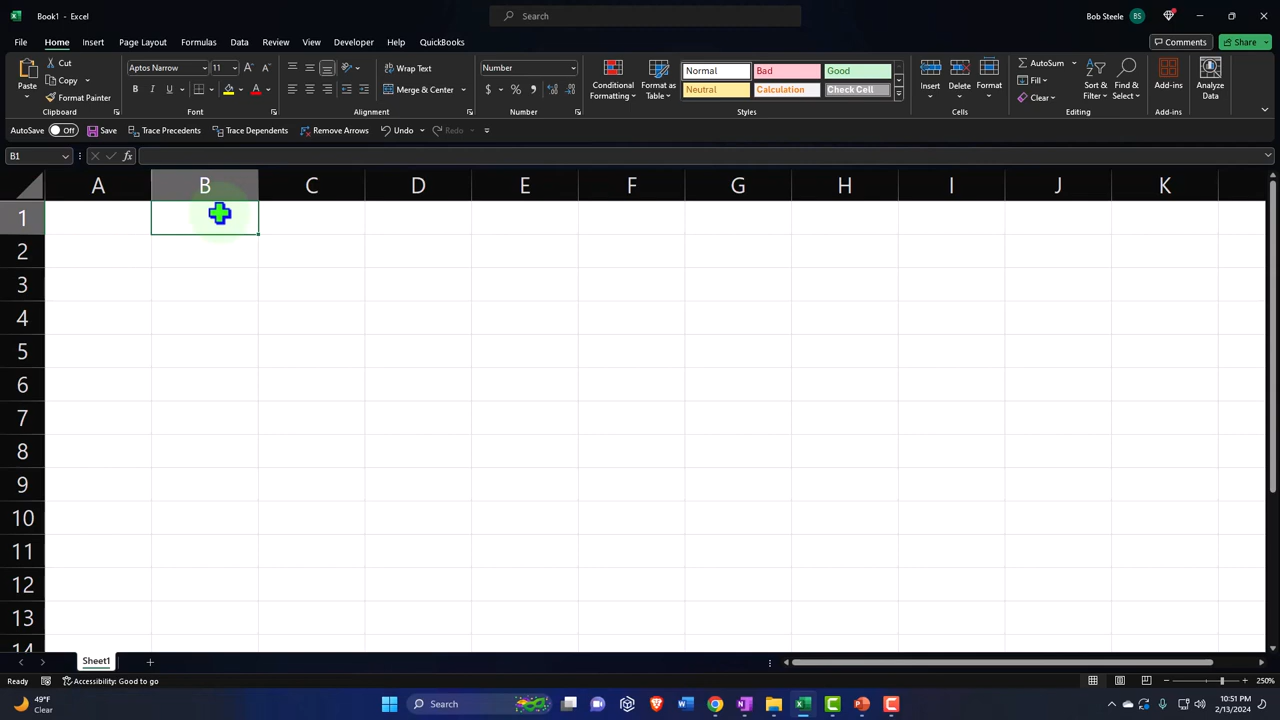 Book1 - Excel
Search
Bob Steele
BS
File
Home
Insert
Page Layout
Formulas
Data
Review
View
Developer
Help
QuickBooks
Comments
Share
Paste
Cut
Copy
Format Painter
Clipboard
Aptos Narrow
11
Font
Wrap Text
Merge & Center
Alignment
Number
Number
Conditional Formatting
Format as Table
Normal
Bad
Good
Neutral
Calculation
Check Cell
Styles
Insert
Delete
Format
Cells
AutoSum
Fill
Clear
Sort & Filter
Find & Select
Editing
Add-ins
Add-ins
Analyze Data
AutoSave
Off
Save
Trace Precedents
Trace Dependents
Remove Arrows
Undo
Redo
B1
fx
A B C D E F G H I J K
1
2
3
4
5
6
7
8
9
10
11
12
13
14
Sheet1
Ready
Accessibility: Good to go
250%
49°F
Clear
Search
10:51 PM
2/13/2024